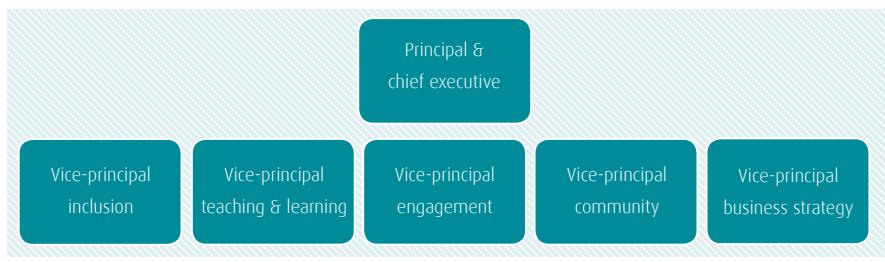 Principal &
chief executive
Vice-principal
inclusion
Vice-principal
teaching & learning
Vice-principal
engagement
Vice-principal
community
Vice-principal
business strategy